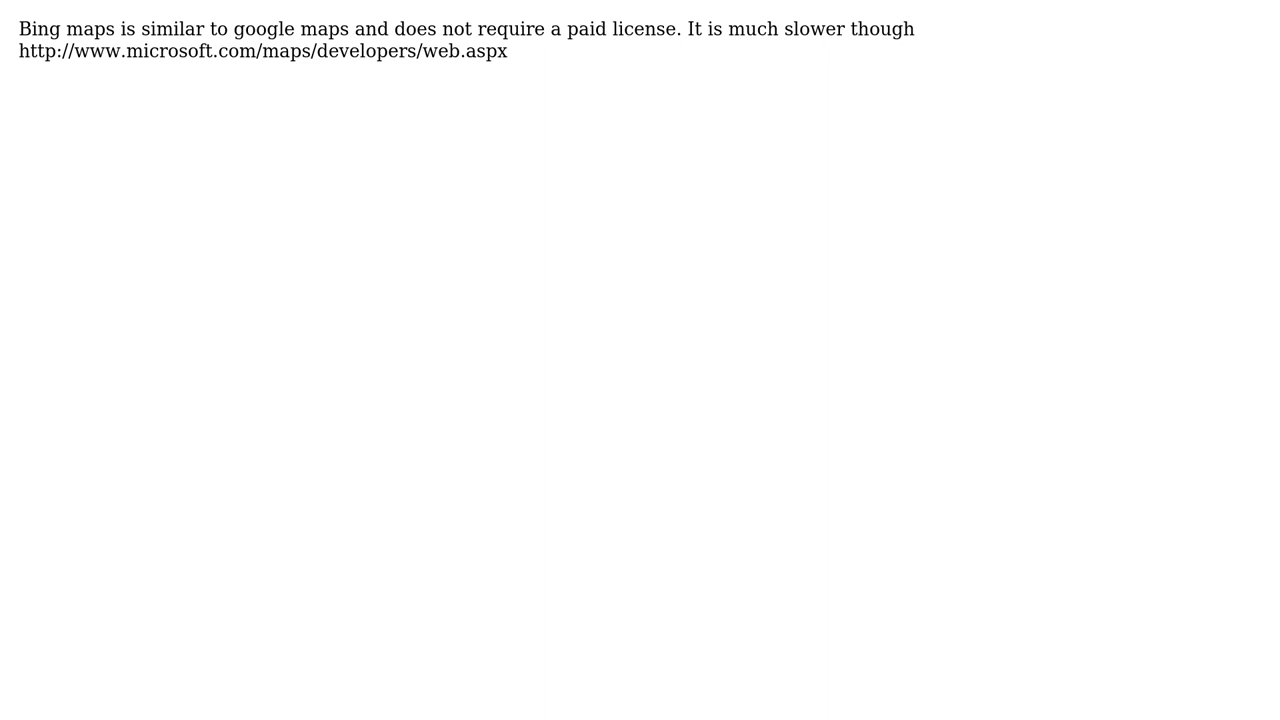 Bing maps is similar to google maps and does not require a paid license. It is much slower though
http://www.microsoft.com/maps/developers/web.aspx